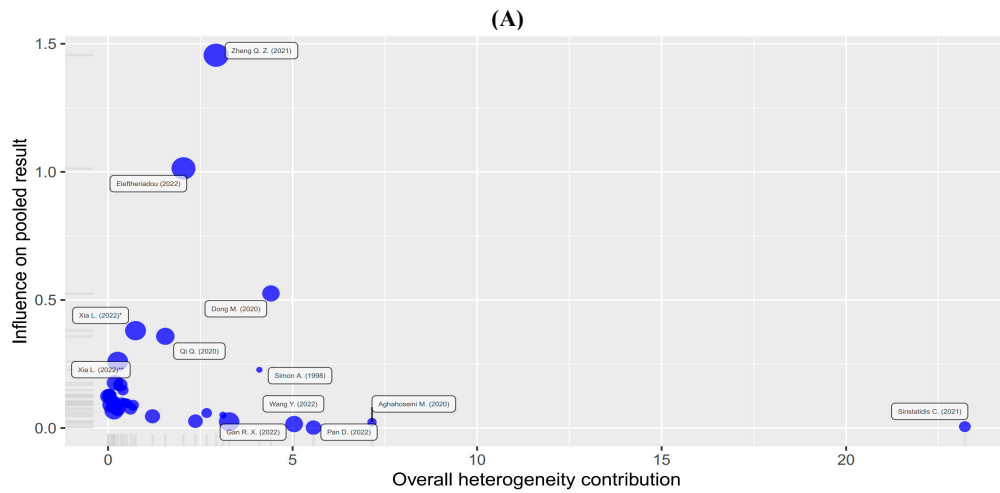 (A)
Influence on pooled result
1.5
1.0
0.5
0.0
Zheng Q. Z. (2021)
Eleftheriadou (2022)
Dong M. (2020)
Xia L. (2022)*
Qi Q. (2020)
Xia L. (2022)**
Simon A. (1998)
Wang Y. (2022)
Aghahoseini M. (2020)
Siristatidis C. (2021)
Gan R. X. (2022)
Pan D. (2022)
0
5
10
15
20
Overall heterogeneity contribution